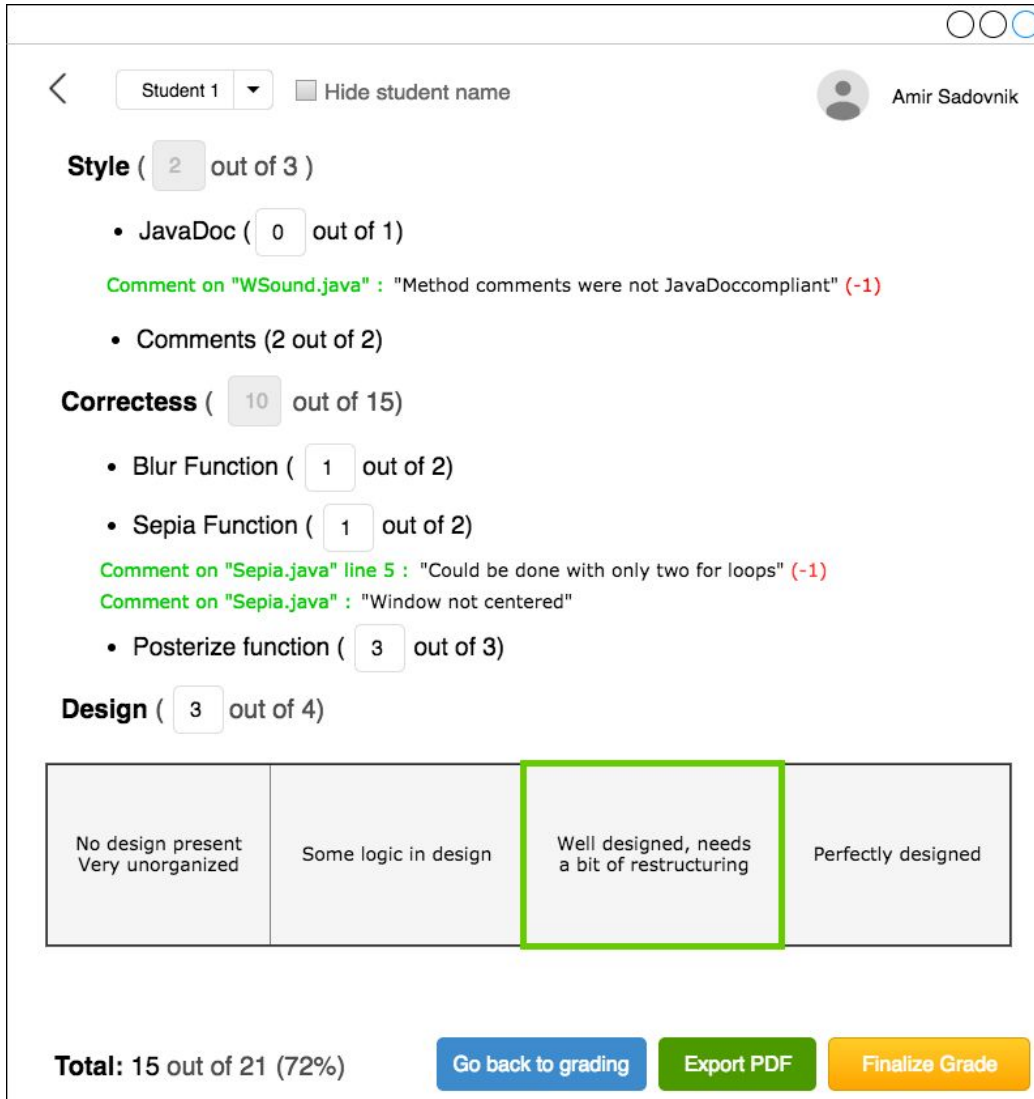 Student 1 Hide student name Amir Sadovnik
Style ( 2 out of 3 )
• JavaDoc ( 0 out of 1)
Comment on "WSound.java" : "Method comments were not JavaDoccompliant" (-1)
• Comments (2 out of 2)
Correctess ( 10 out of 15)
• Blur Function ( 1 out of 2)
• Sepia Function ( 1 out of 2)
Comment on "Sepia.java" line 5 : "Could be done with only two for loops" (-1)
Comment on "Sepia.java" : "Window not centered"
• Posterize function ( 3 out of 3)
Design ( 3 out of 4)
No design present
Very unorganized
Some logic in design
Well designed, needs
a bit of restructuring
Perfectly designed
Total: 15 out of 21 (72%)
Go back to grading
Export PDF
Finalize Grade